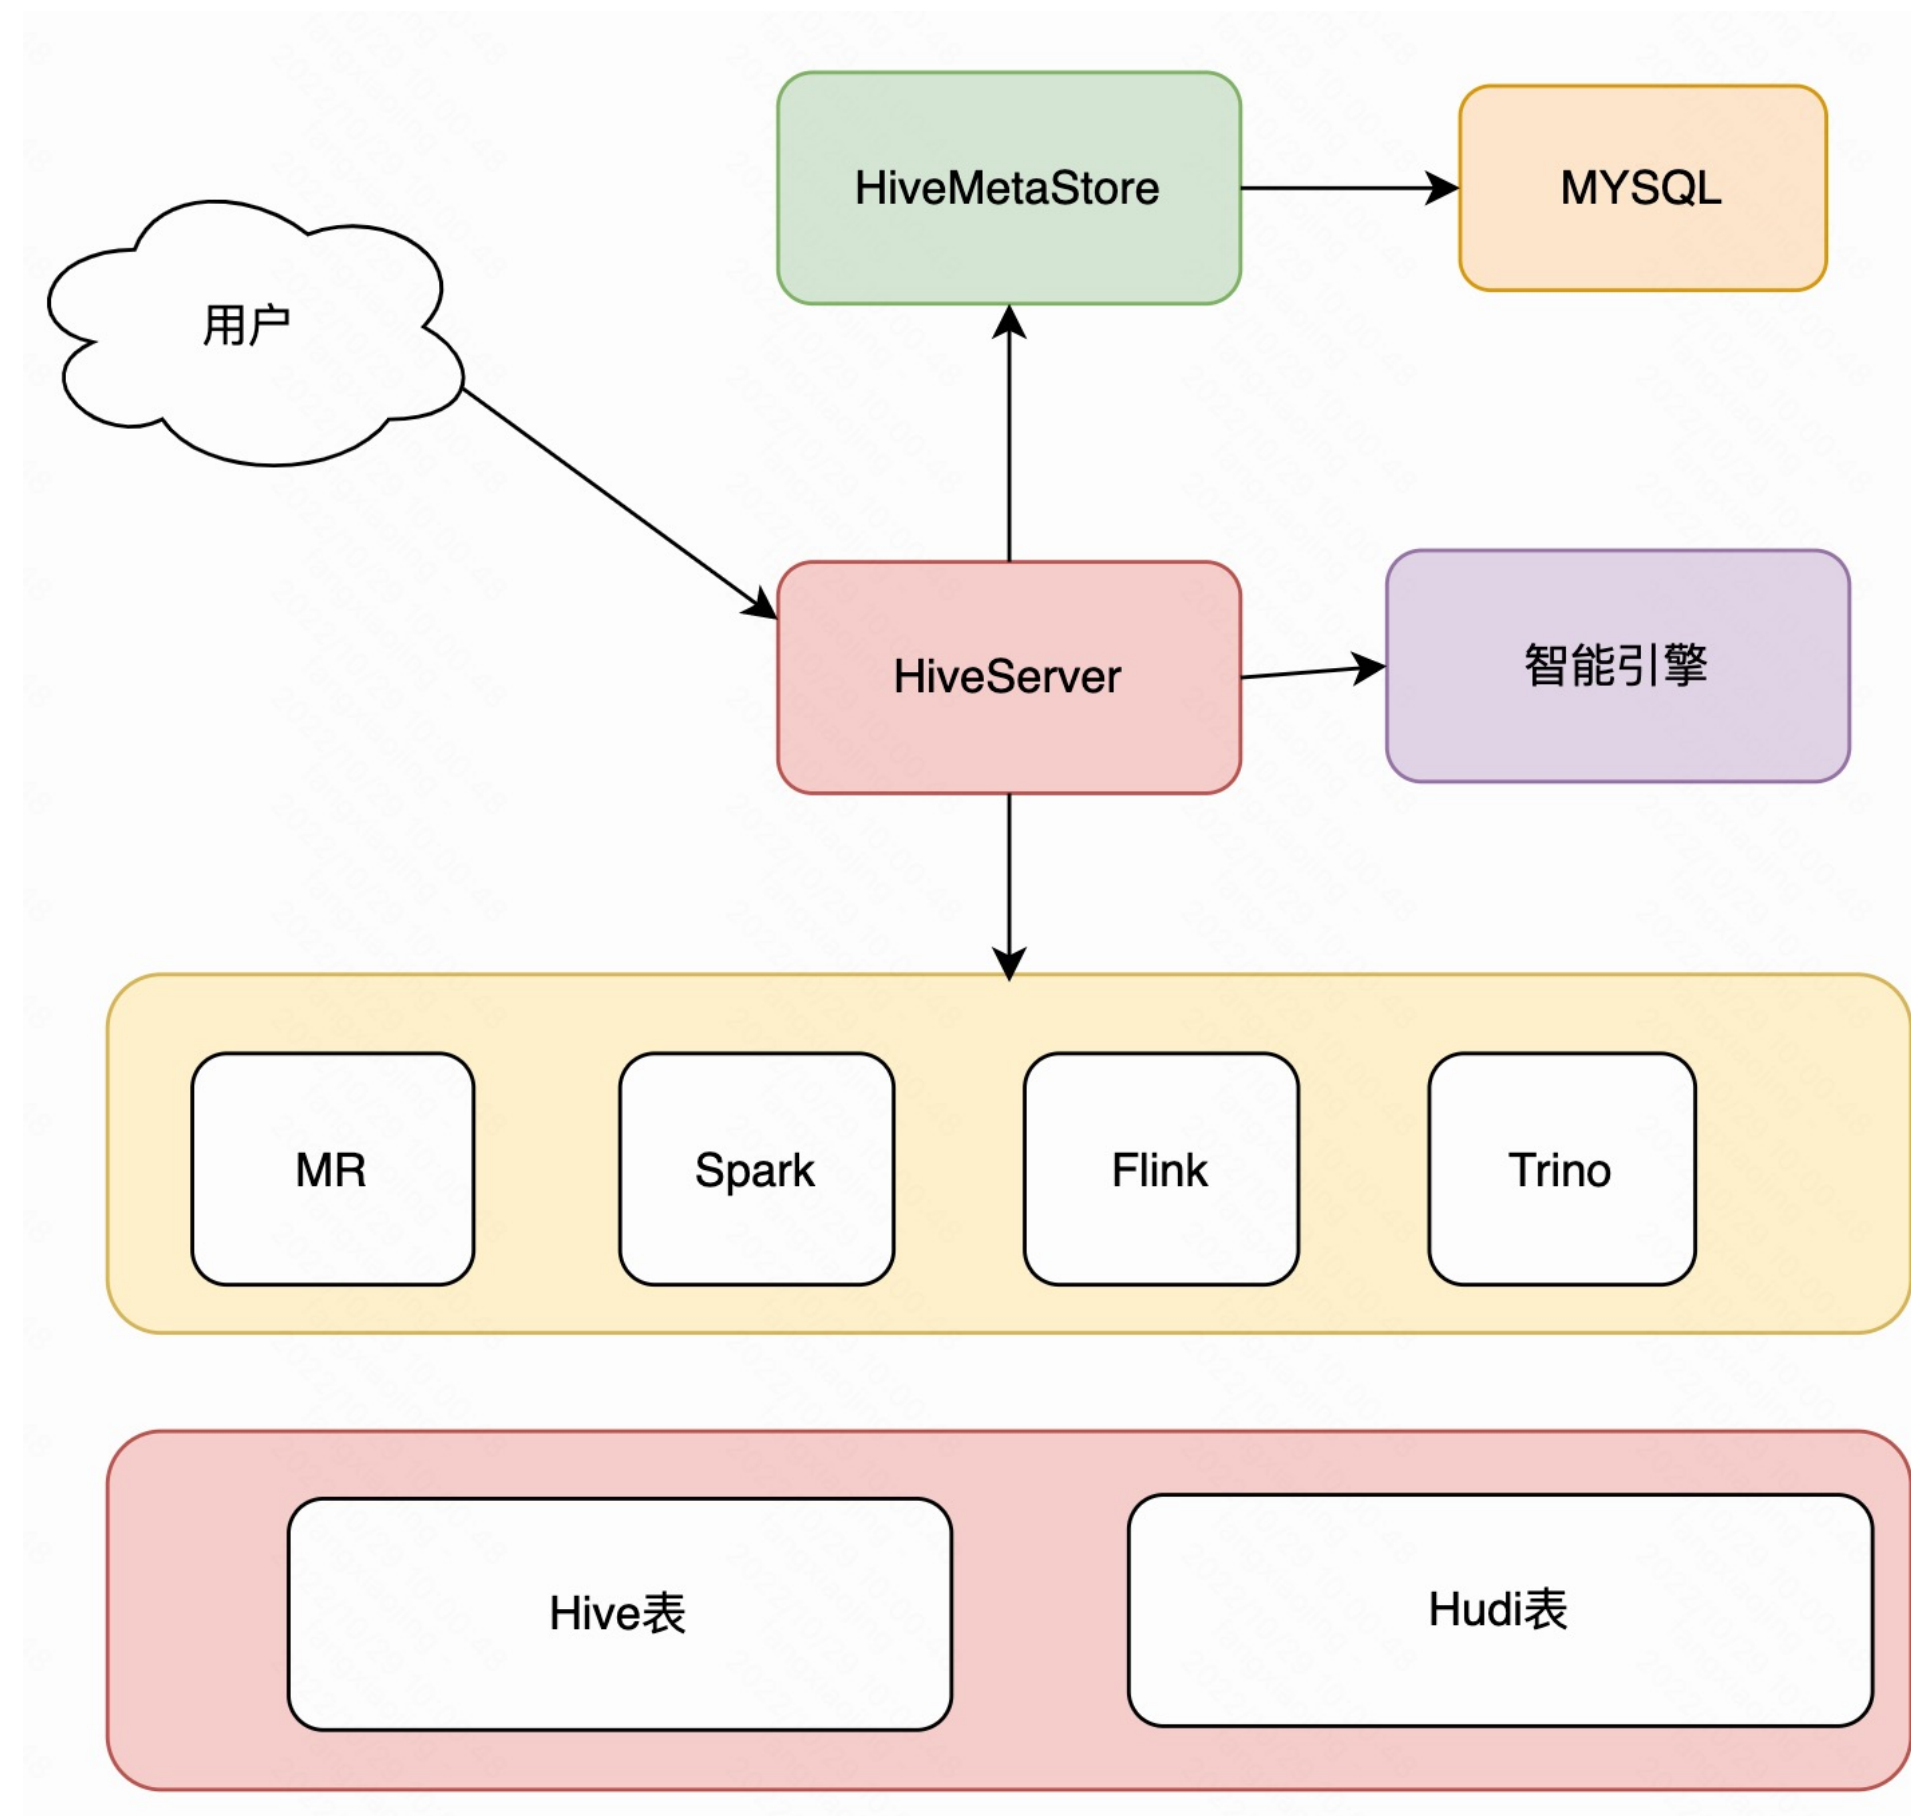 HiveMetaStore
MYSQL
用户
HiveServer
智能引擎
MR
Spark
Flink
Trino
Hive表
Hudi表